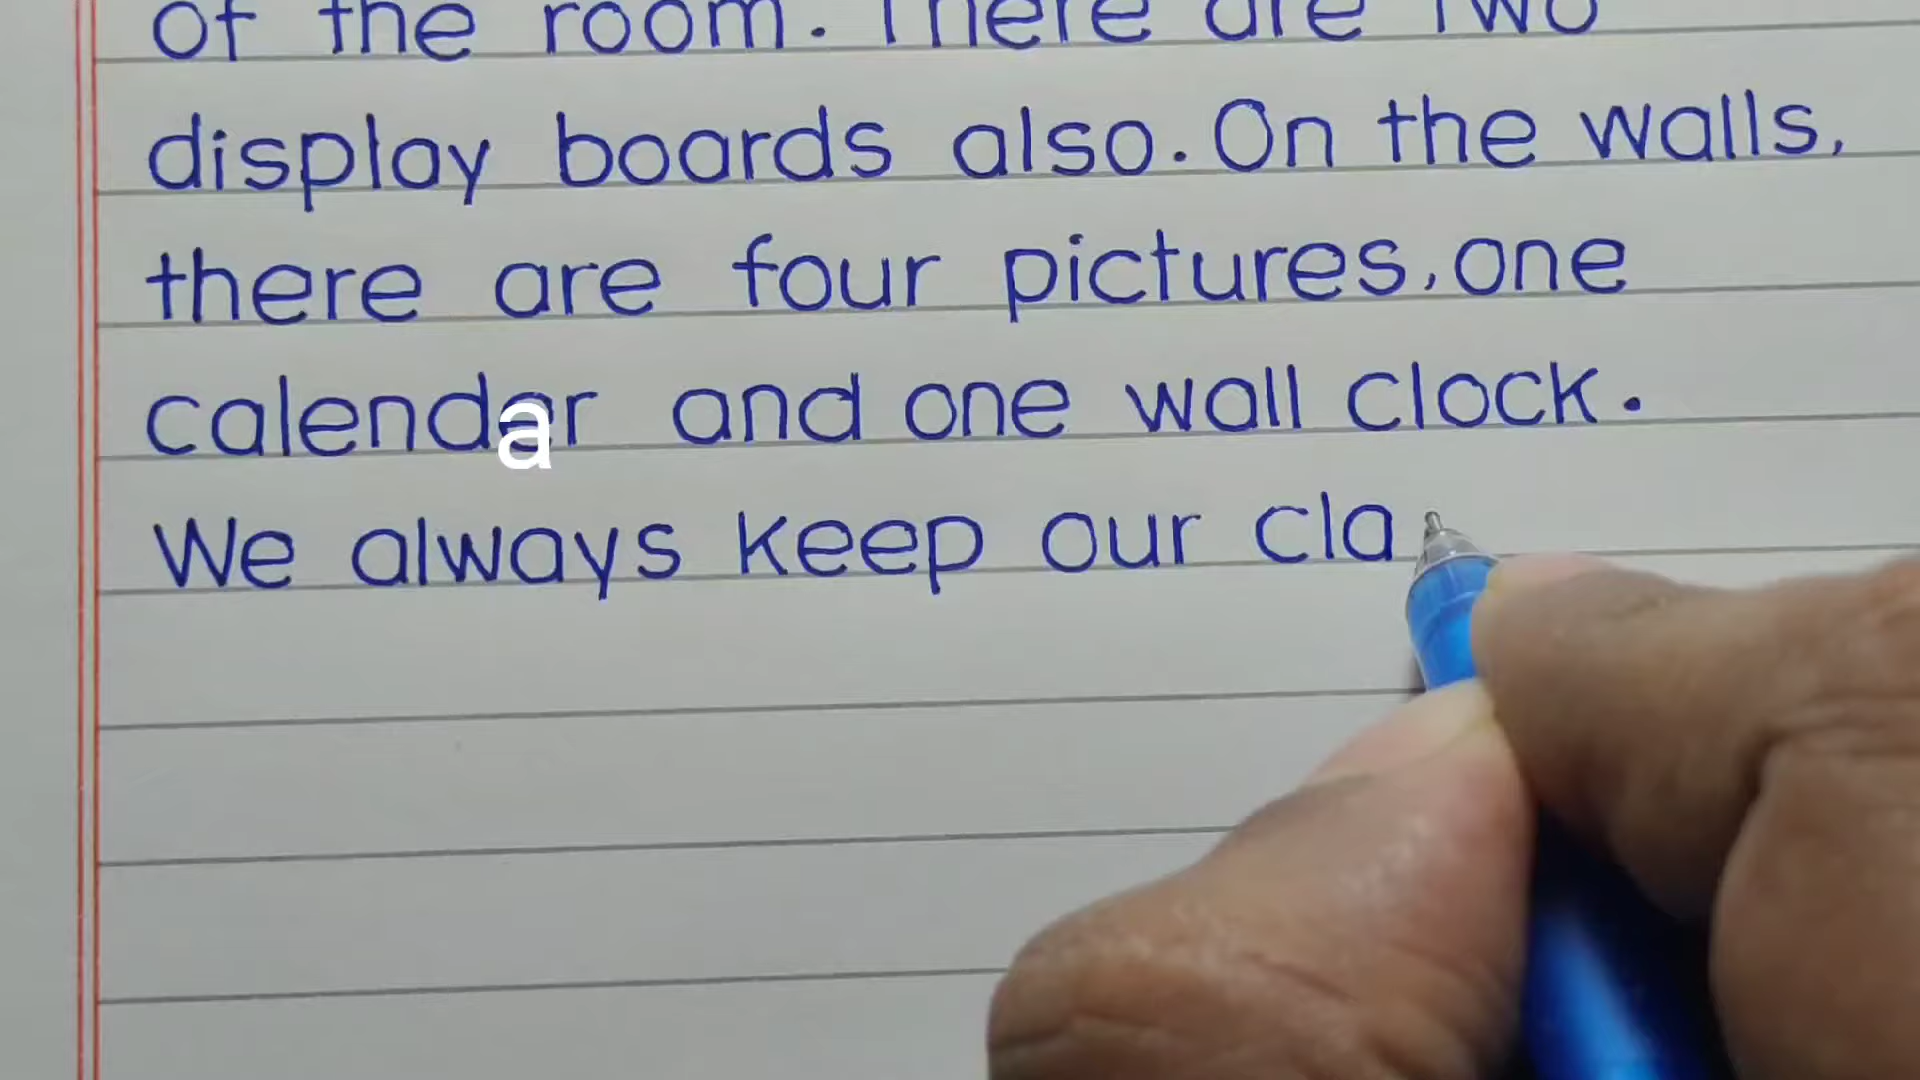 of the room. There are two
display boards also. On the walls,
there are four pictures, one
calender and one wall clock.
a
We always keep our cla